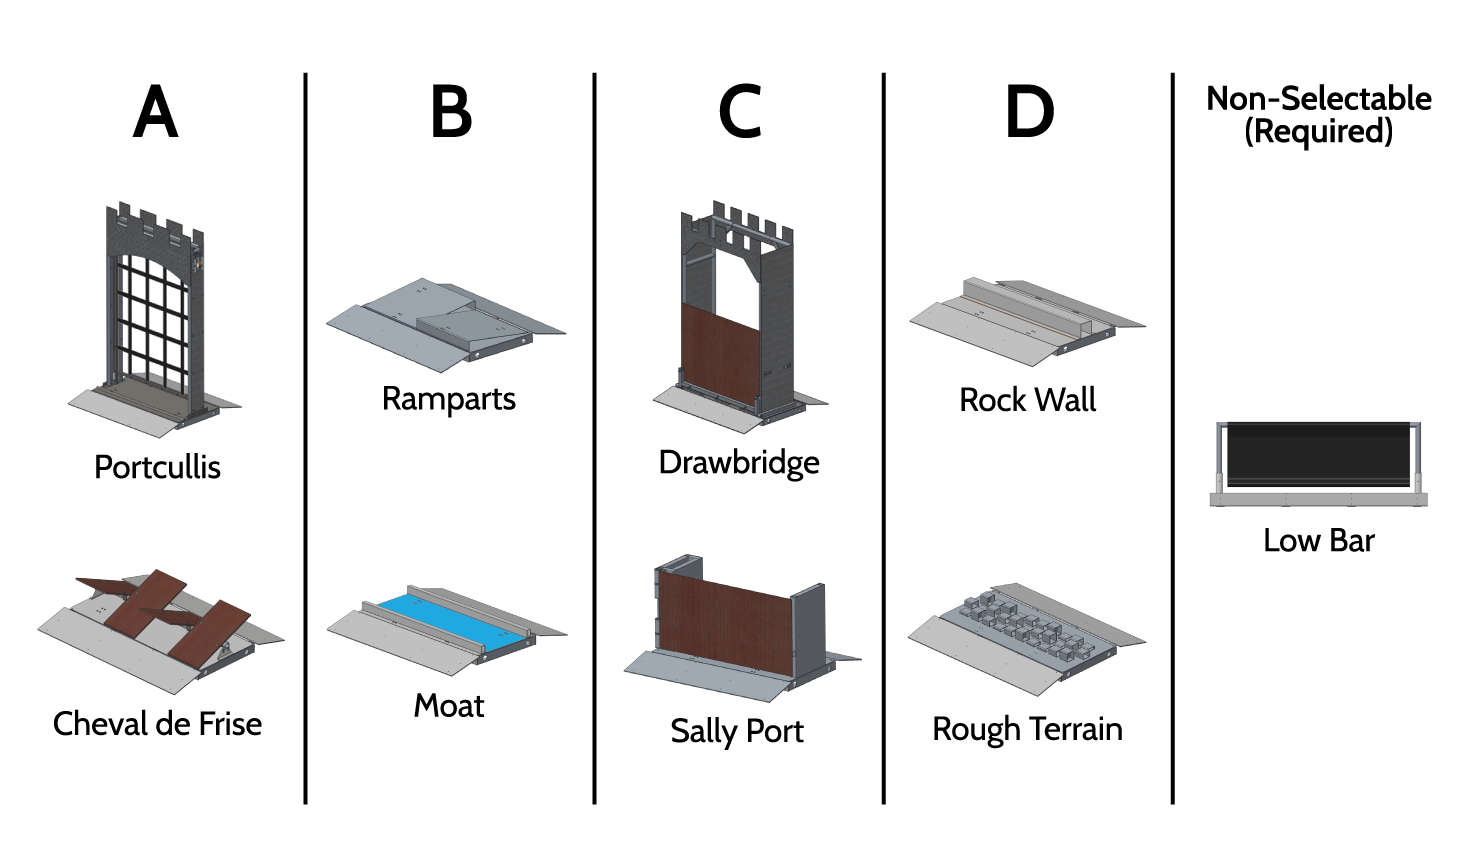 A
Portcullis
Cheval de Frise
B
Ramparts
Moat
C
Drawbridge
Sally Port
D
Rock Wall
Rough Terrain
Non-Selectable
(Required)
Low Bar